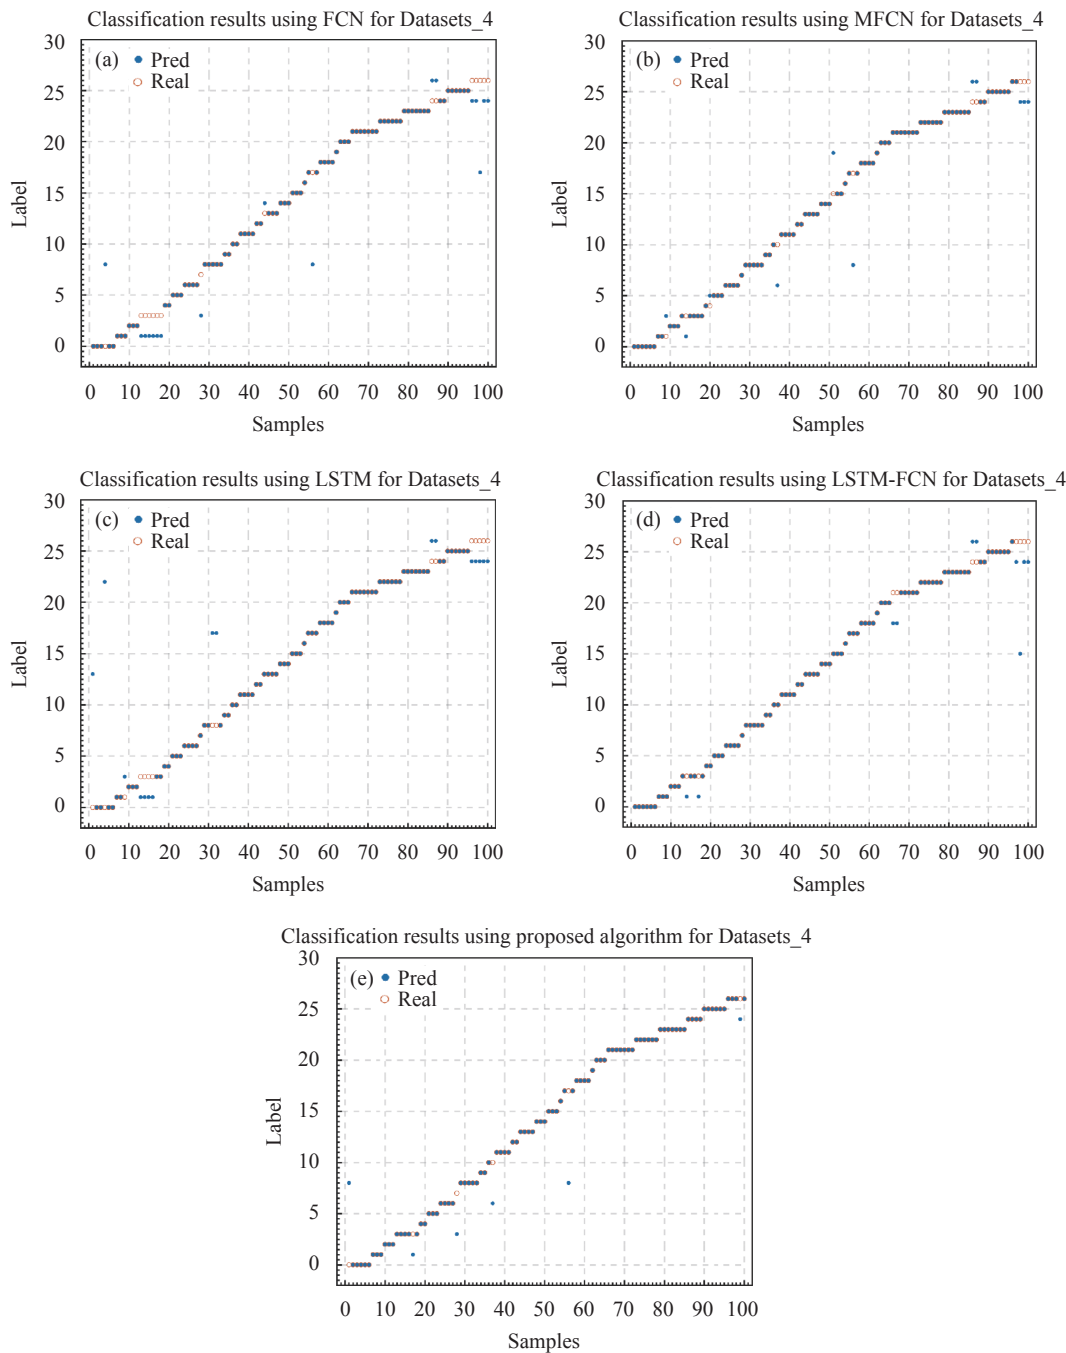 Classification results using FCN for Datasets_4
30
(a)
Pred
Real
25
20
15
10
5
0
Label
0 10 20 30 40 50 60 70 80 90 100
Samples
Classification results using MFCN for Datasets_4
30
(b)
Pred
Real
25
20
15
10
5
0
Label
0 10 20 30 40 50 60 70 80 90 100
Samples
Classification results using LSTM for Datasets_4
30
(c)
Pred
Real
25
20
15
10
5
0
Label
0 10 20 30 40 50 60 70 80 90 100
Samples
Classification results using LSTM-FCN for Datasets_4
30
(d)
Pred
Real
25
20
15
10
5
0
Label
0 10 20 30 40 50 60 70 80 90 100
Samples
Classification results using proposed algorithm for Datasets_4
30
(e)
Pred
Real
25
20
15
10
5
0
Label
0 10 20 30 40 50 60 70 80 90 100
Samples